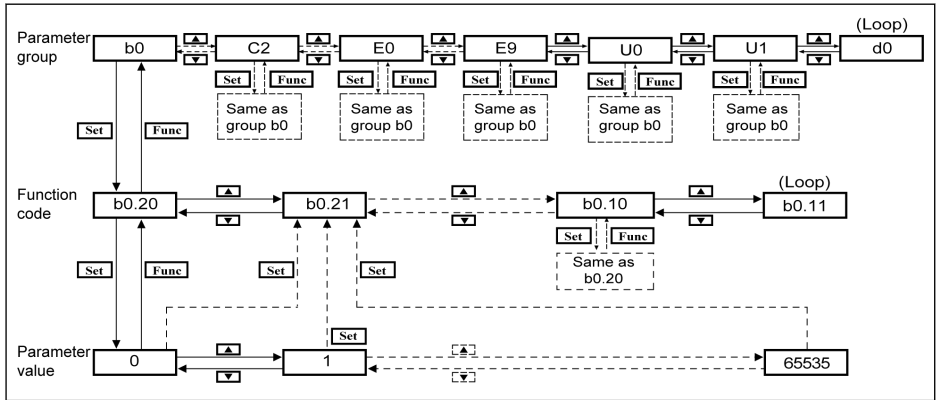 (Loop)
Parameter
group
b0
▲
▼
C2
▲
▼
E0
▲
▼
E9
▲
▼
U0
▲
▼
U1
▲
▼
d0
Set Func
Set Func
Set Func
Set Func
Set Func
Same as
group b0
Same as
group b0
Same as
group b0
Same as
group b0
Same as
group b0
Set Func
Function
code
b0.20
▲
▼
b0.21
▲
▼
b0.10
▲
▼
(Loop)
b0.11
Set Func
Same as
b0.20
Set Func
Set
Set
Set
Parameter
value
0
▲
▼
1
▲
▼
65535